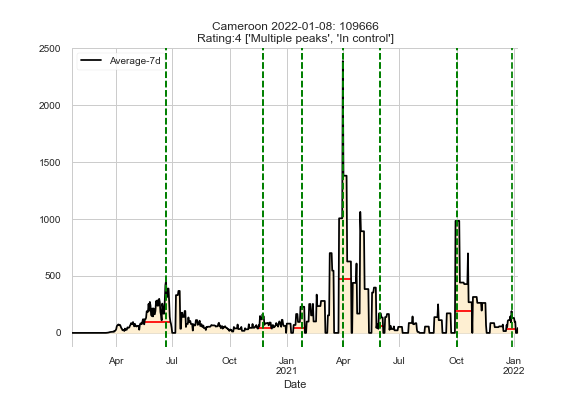 Cameroon 2022-01-08: 109666
Rating:4 ['Multiple peaks', 'In control']
Average-7d
2500
2000
1500
1000
500
0
Apr Jul Oct Jan Apr Jul Oct Jan
2021 2022
Date